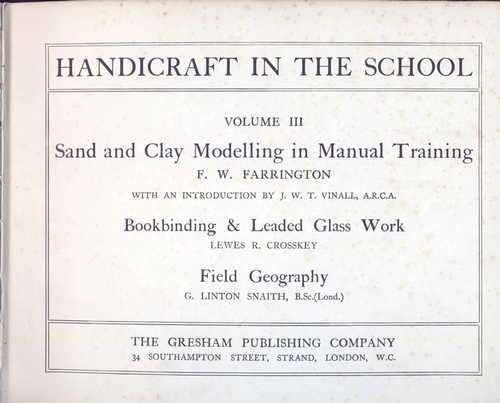 HANDICRAFT IN THE SCHOOL
VOLUME III
Sand and Clay Modelling in Manual Training
F. W. FARRINGTON
WITH AN INTRODUCTION BY J. W. T. VINALL, A.R.C.A.
Bookbinding & Leaded Glass Work
LEWES R. CROSSKEY
Field Geography
G. LINTON SNAITH, B.Sc.(Lond.)
THE GRESHAM PUBLISHING COMPANY
34 SOUTHAMPTON STREET, STRAND, LONDON, W.C.